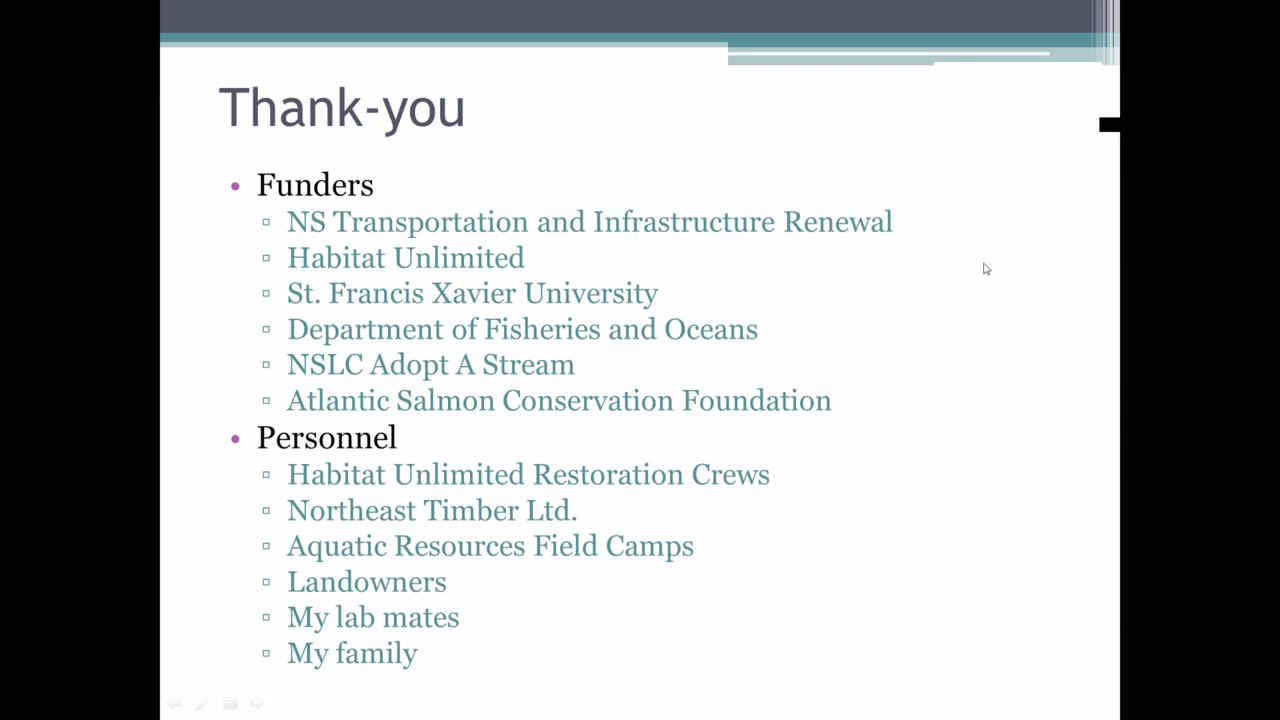 Thank-you
Funders
NS Transportation and Infrastructure Renewal
Habitat Unlimited
St. Francis Xavier University
Department of Fisheries and Oceans
NSLC Adopt A Stream
Atlantic Salmon Conservation Foundation
Personnel
Habitat Unlimited Restoration Crews
Northeast Timber Ltd.
Aquatic Resources Field Camps
Landowners
My lab mates
My family